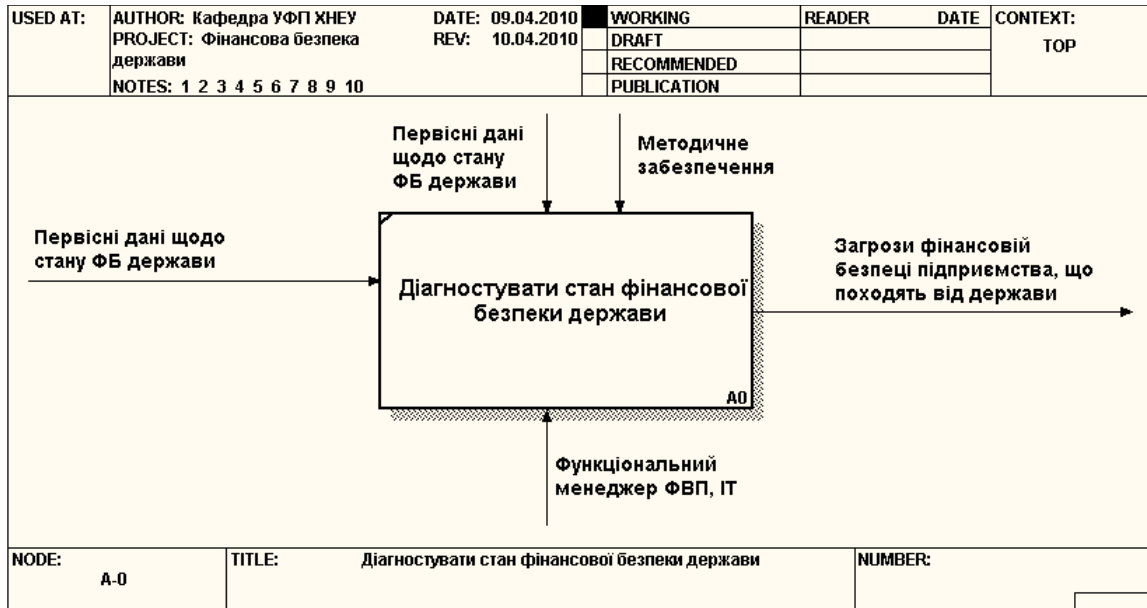 USED AT:
AUTHOR: Кафедра УФП ХНЕУ
DATE: 09.04.2010
PROJECT: Фінансова безпека
держави
REV: 10.04.2010
NOTES: 1 2 3 4 5 6 7 8 9 10
WORKING
DRAFT
RECOMMENDED
PUBLICATION
READER DATE
CONTEXT:
TOP
Первісні дані
щодо стану
ФБ держави
Методичне
забезпечення
Первісні дані щодо
стану ФБ держави
Діагностувати стан фінансової
безпеки держави
A0
Загрози фінансовій
безпеці підприємства, що
походять від держави
Функціональний
менеджер ФВП, ІТ
NODE:
A-0
TITLE:
Діагностувати стан фінансової безпеки держави
NUMBER: